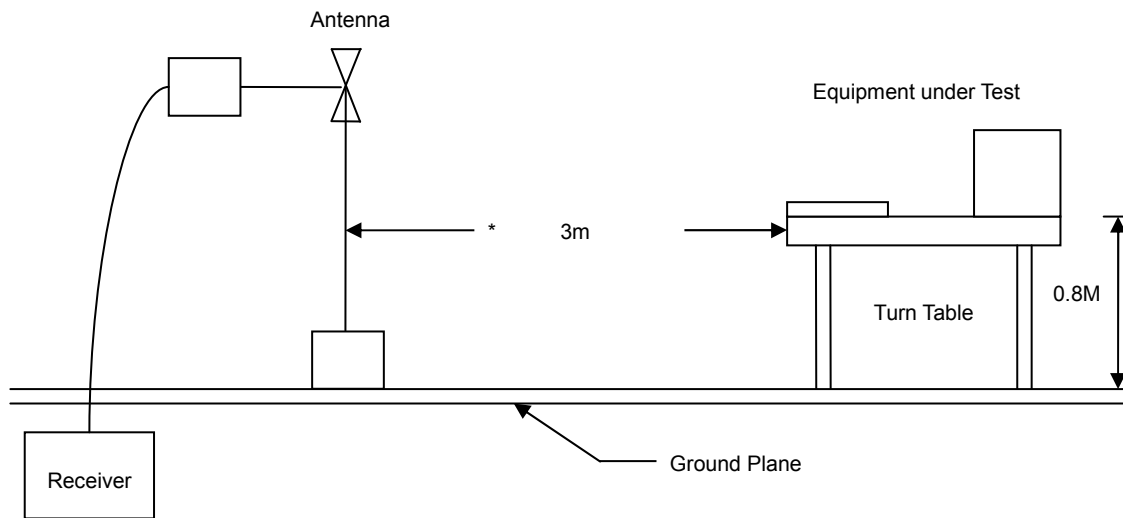 Antenna
Equipment under Test
* 3m
0.8M
Turn Table
Ground Plane
Receiver